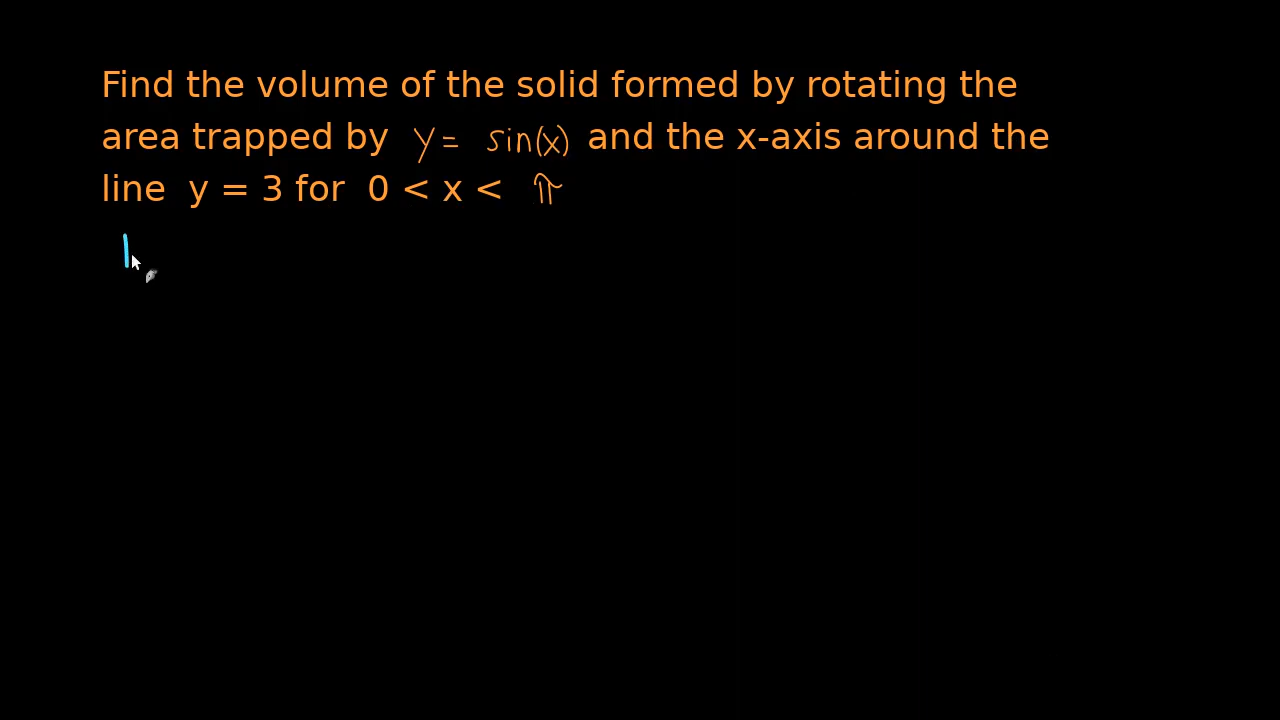 Find the volume of the solid formed by rotating the
area trapped by y = sin(x) and the x-axis around the
line y = 3 for 0 < x < π